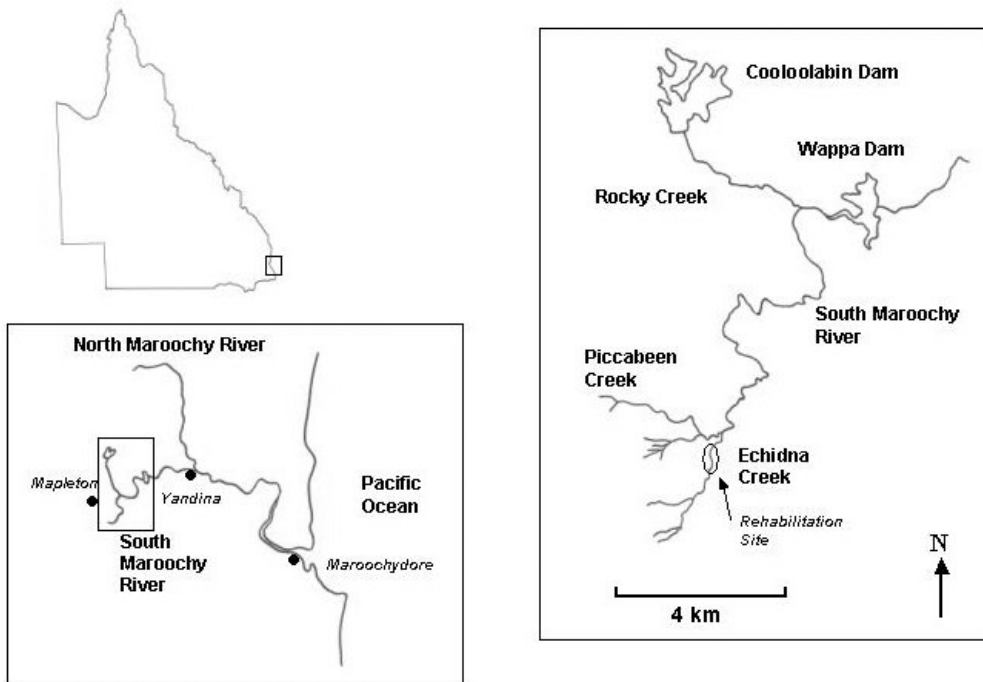 North Maroochy River
Mapleton
Yandina
Pacific
Ocean
South
Maroochy
River
Maroochydore
Cooloolabin Dam
Wappa Dam
Rocky Creek
South Maroochy
River
Piccabeen
Creek
Echidna
Creek
Rehabilitation
Site
N
4 km